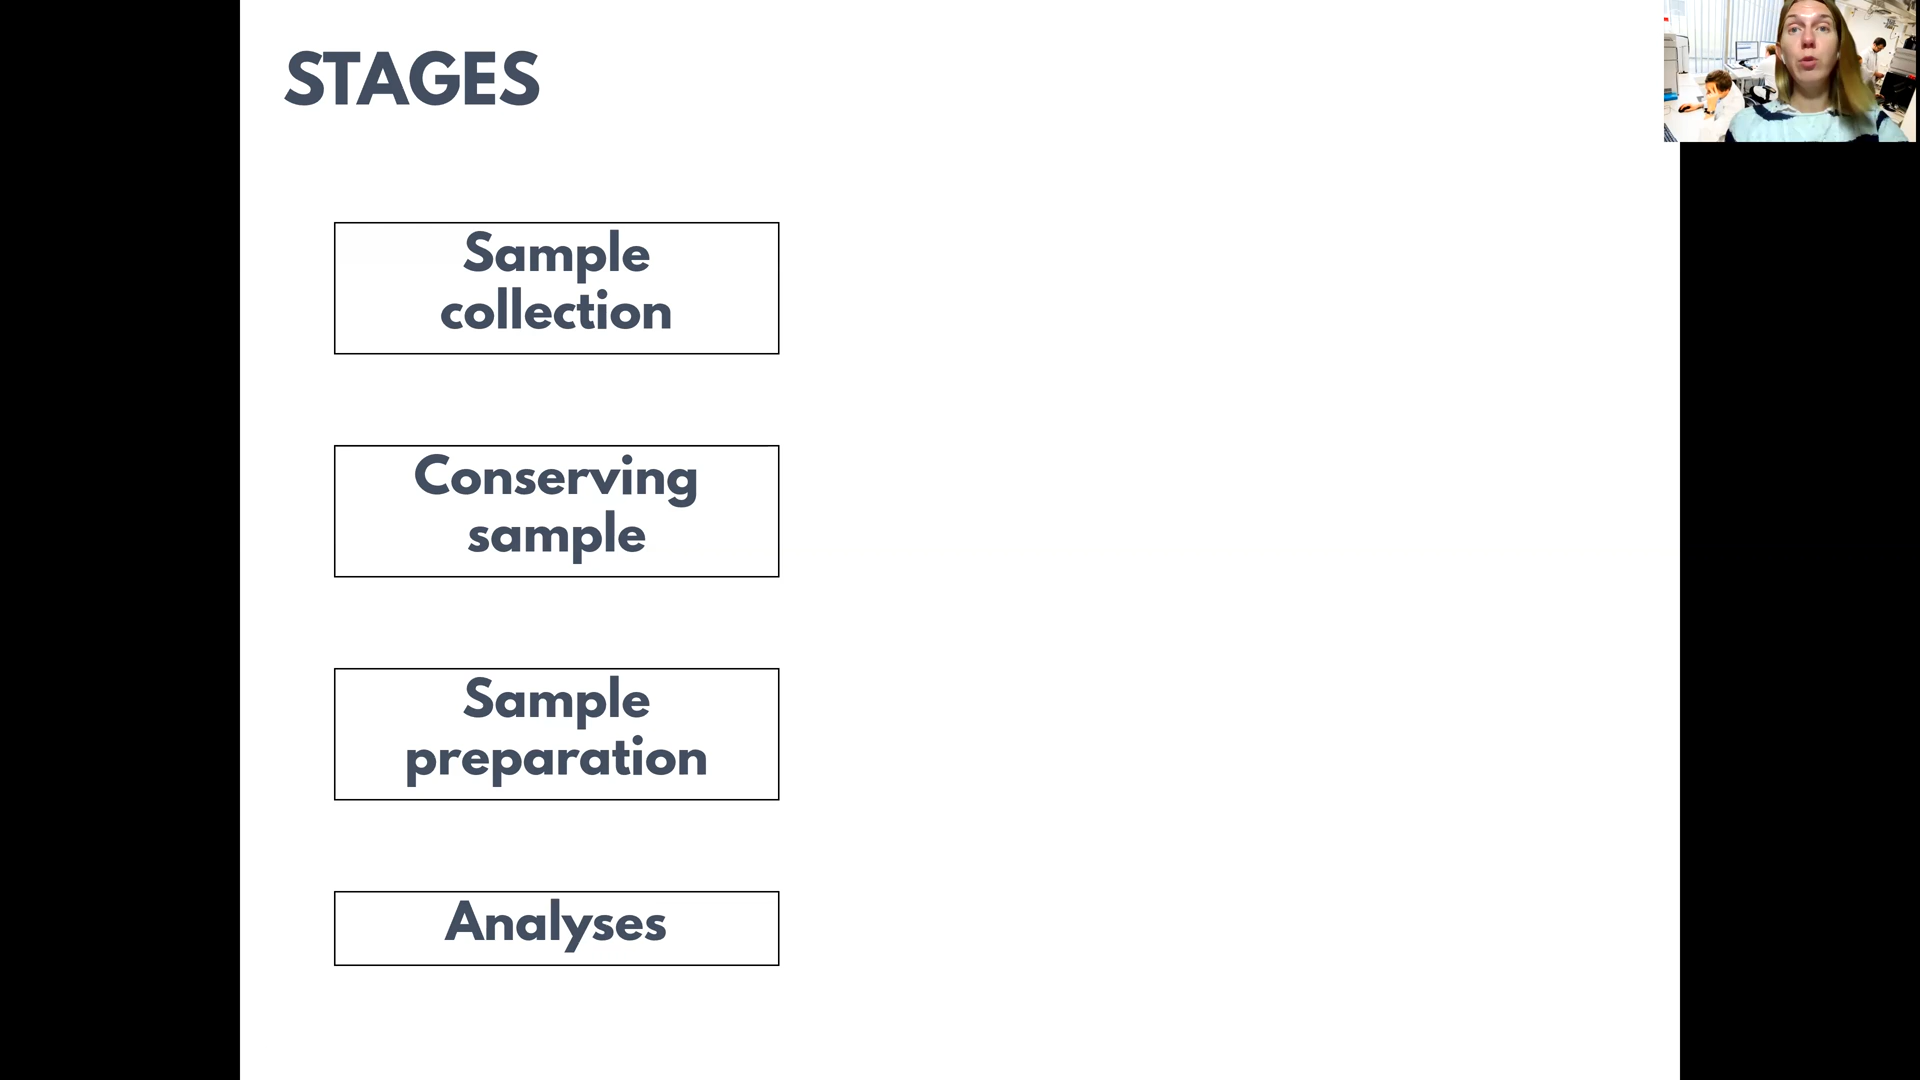 STAGES
Sample
collection
Conserving
sample
Sample
preparation
Analyses